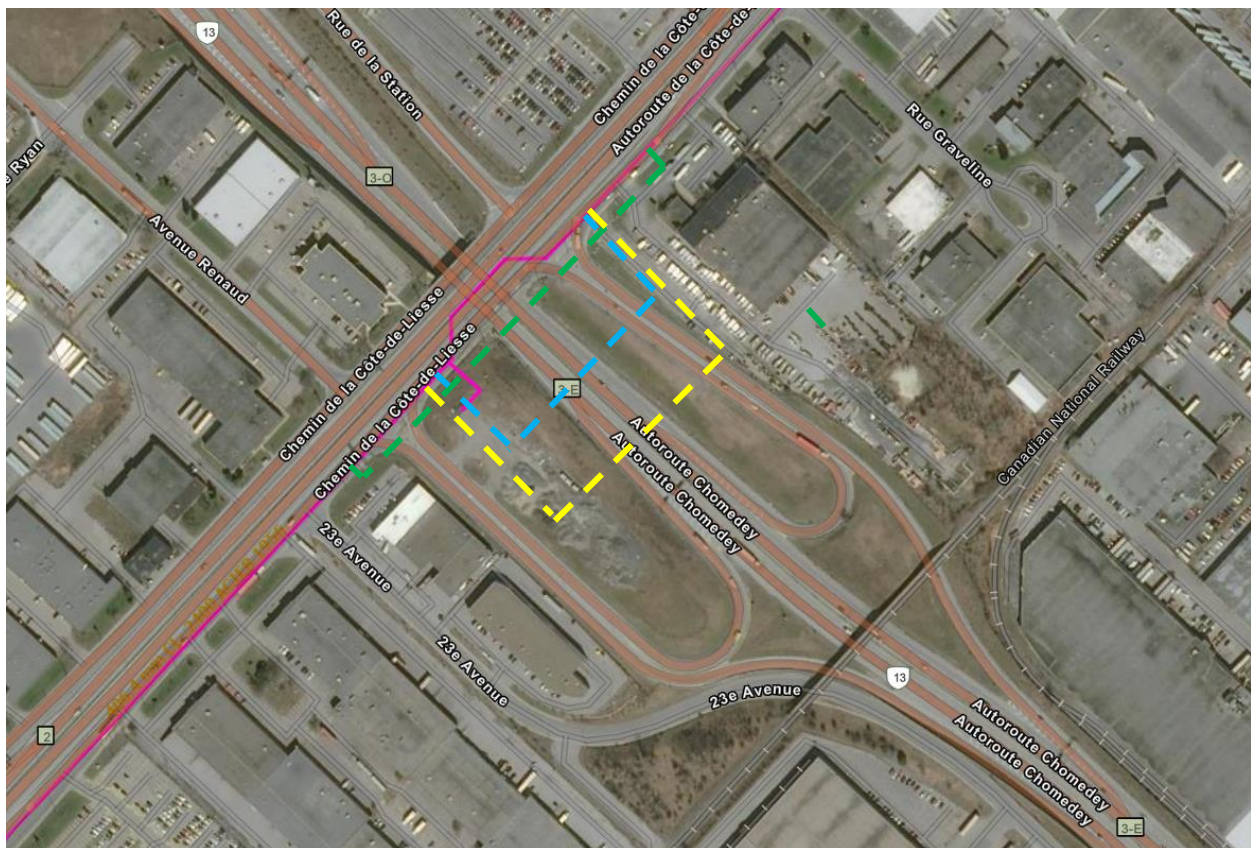 13
Rue de la Station
Chemin de la Côte-de
Autoroute de la Côte-de-
e Ryan
3-O
Rue Graveline
Avenue Renaud
Chemin de la Côte-de-Liesse
Chemin de la Côte-de-Liesse
3-E
Canadian National Railway
Autoroute Chomedey
Autoroute Chomedey
23e Avenue
23e Avenue
23e Avenue
13
2
Autoroute Chomedey
Autoroute Chomedey
3-E